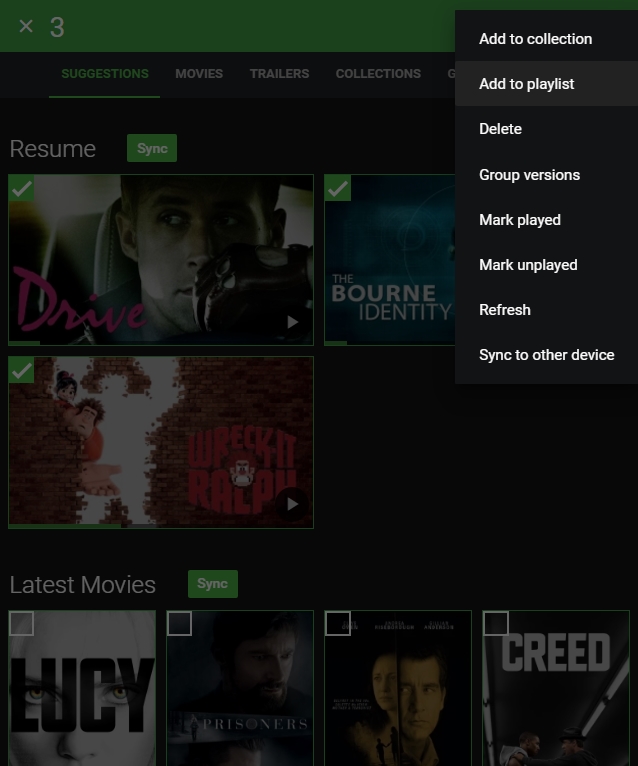 3
SUGGESTIONS MOVIES TRAILERS COLLECTIONS G
Add to collection
Add to playlist
Delete
Group versions
Mark played
Mark unplayed
Refresh
Sync to other device
Resume Sync
Drive
THE
BOURNE
IDENTITY
WRECK-IT
RALPH
Latest Movies Sync
LUCY
PRISONERS
CREED